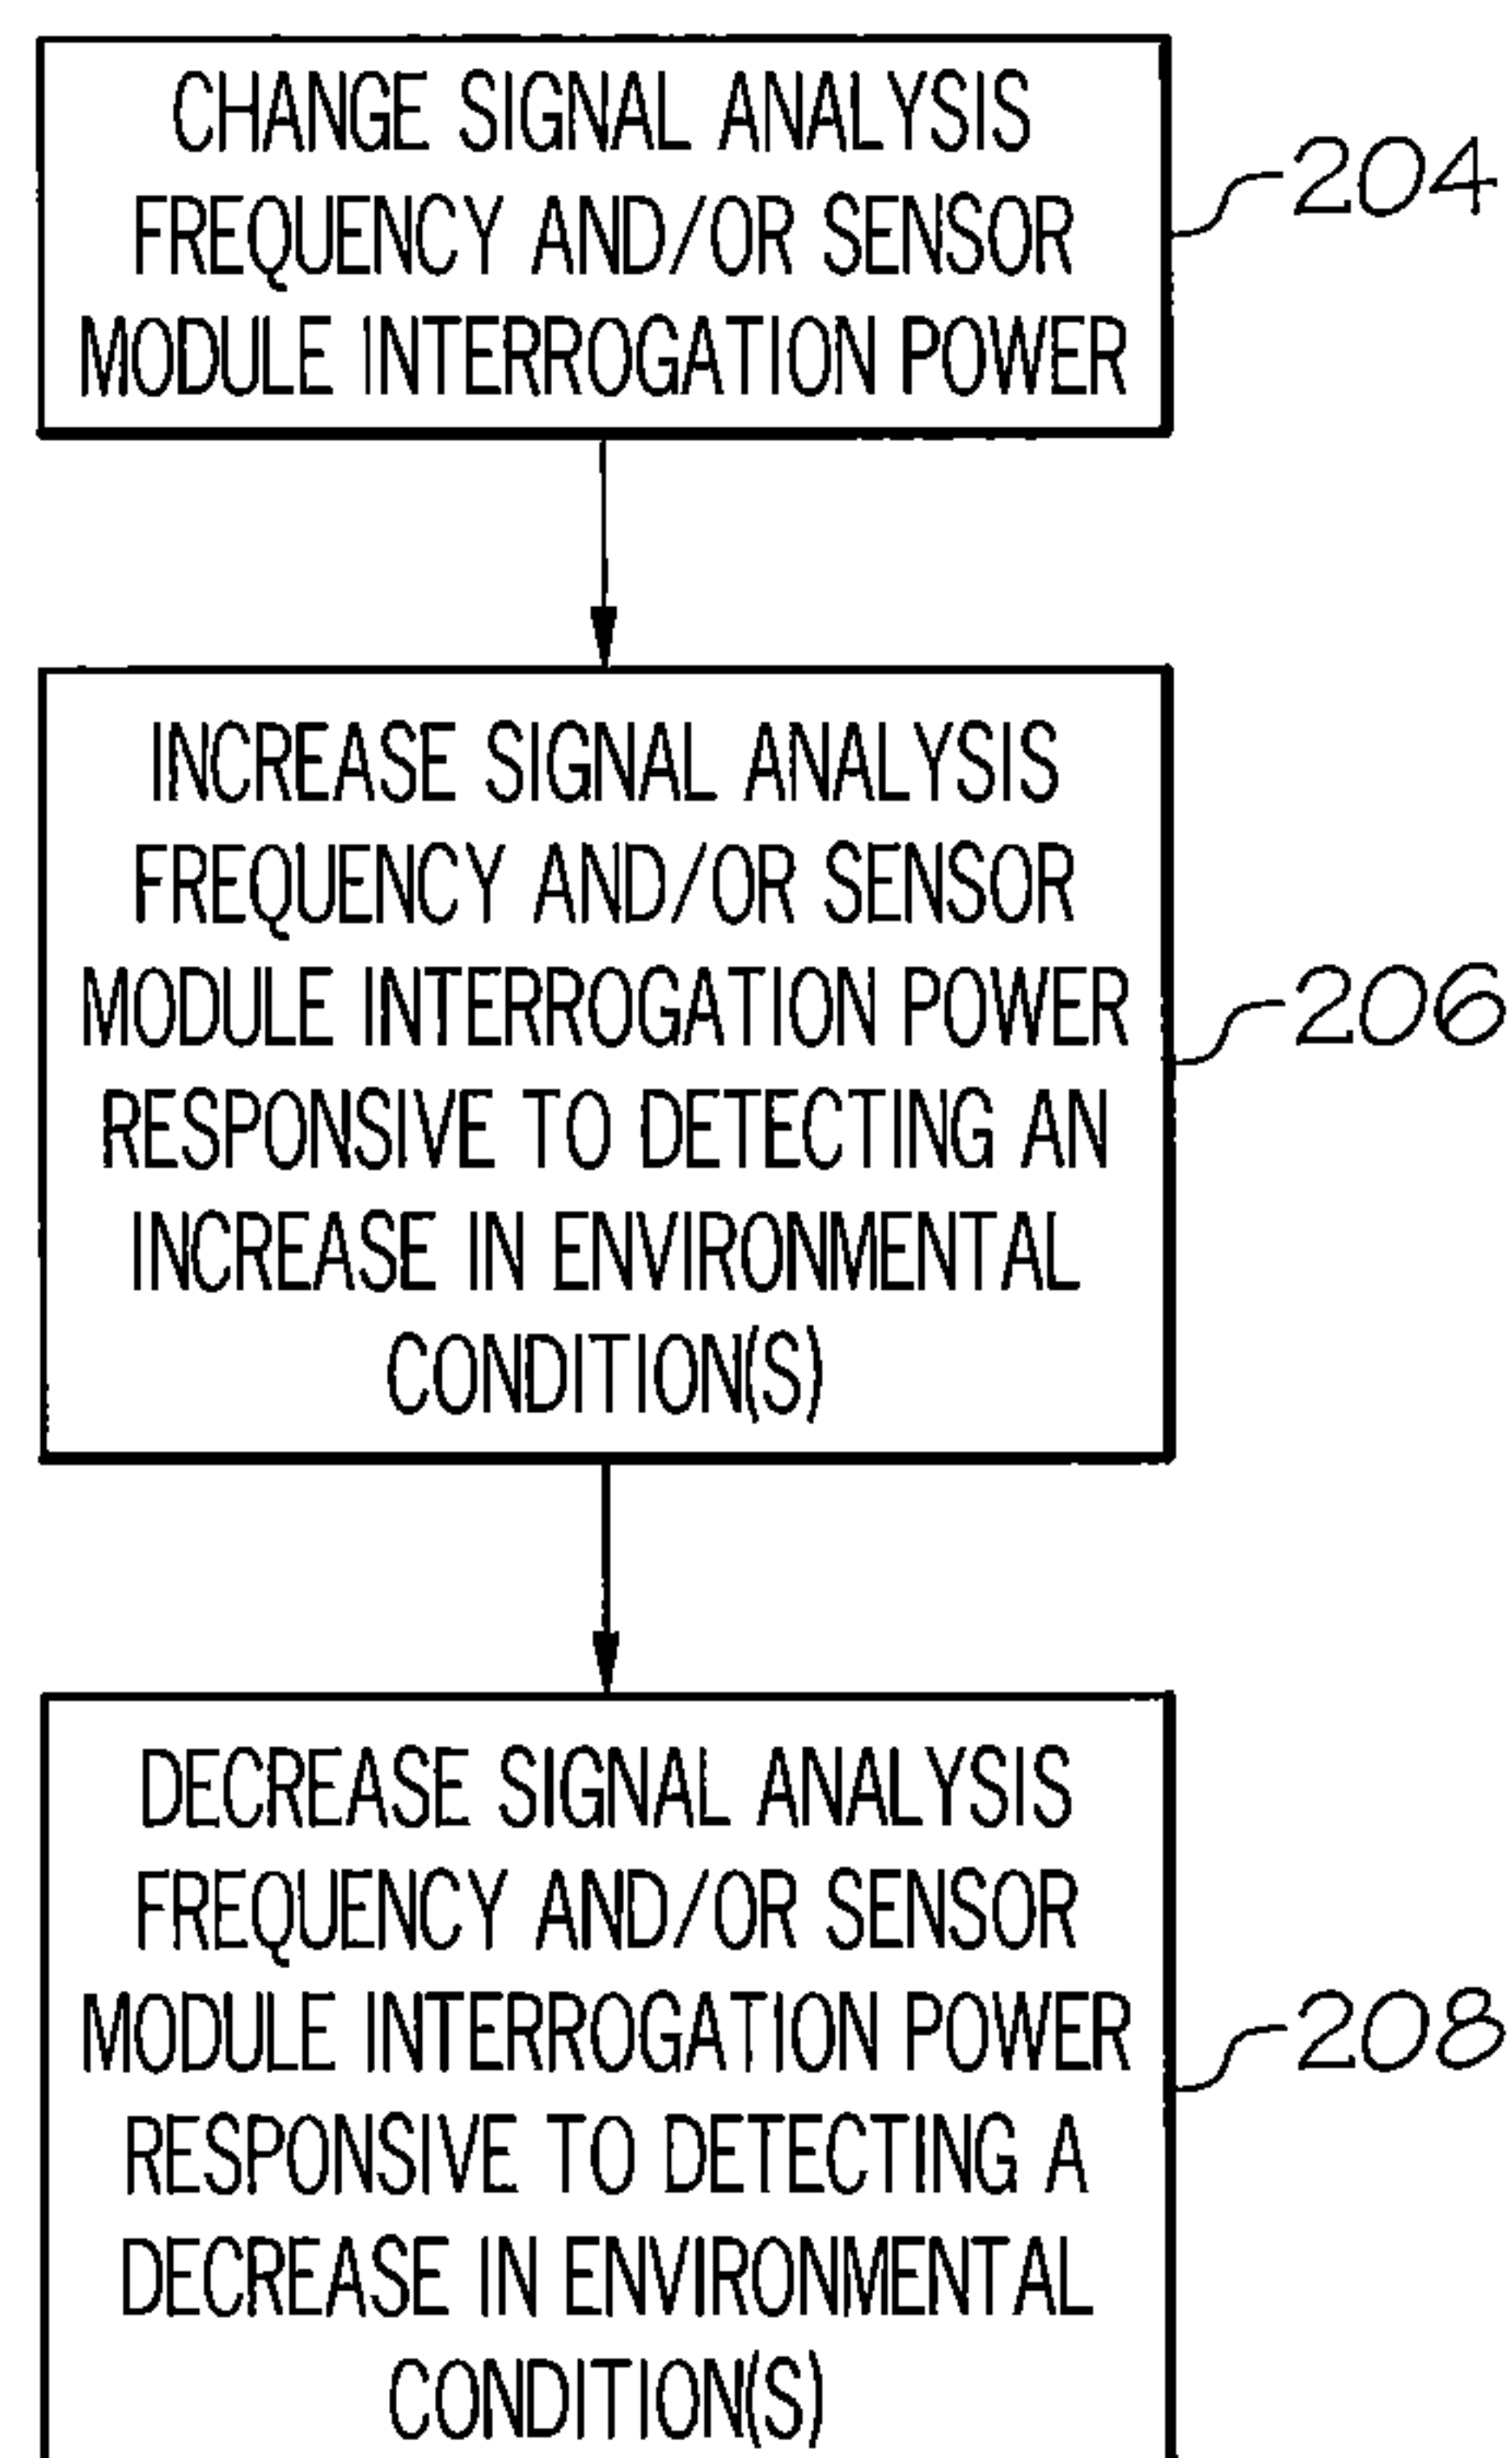 CHANGE SIGNAL ANALYSIS
FREQUENCY AND/OR SENSOR
MODULE INTERROGATION POWER
204
INCREASE SIGNAL ANALYSIS
FREQUENCY AND/OR SENSOR
MODULE INTERROGATION POWER
RESPONSIVE TO DETECTING AN
INCREASE IN ENVIRONMENTAL
CONDITION(S)
206
DECREASE SIGNAL ANALYSIS
FREQUENCY AND/OR SENSOR
MODULE INTERROGATION POWER
RESPONSIVE TO DETECTING A
DECREASE IN ENVIRONMENTAL
CONDITION(S)
208